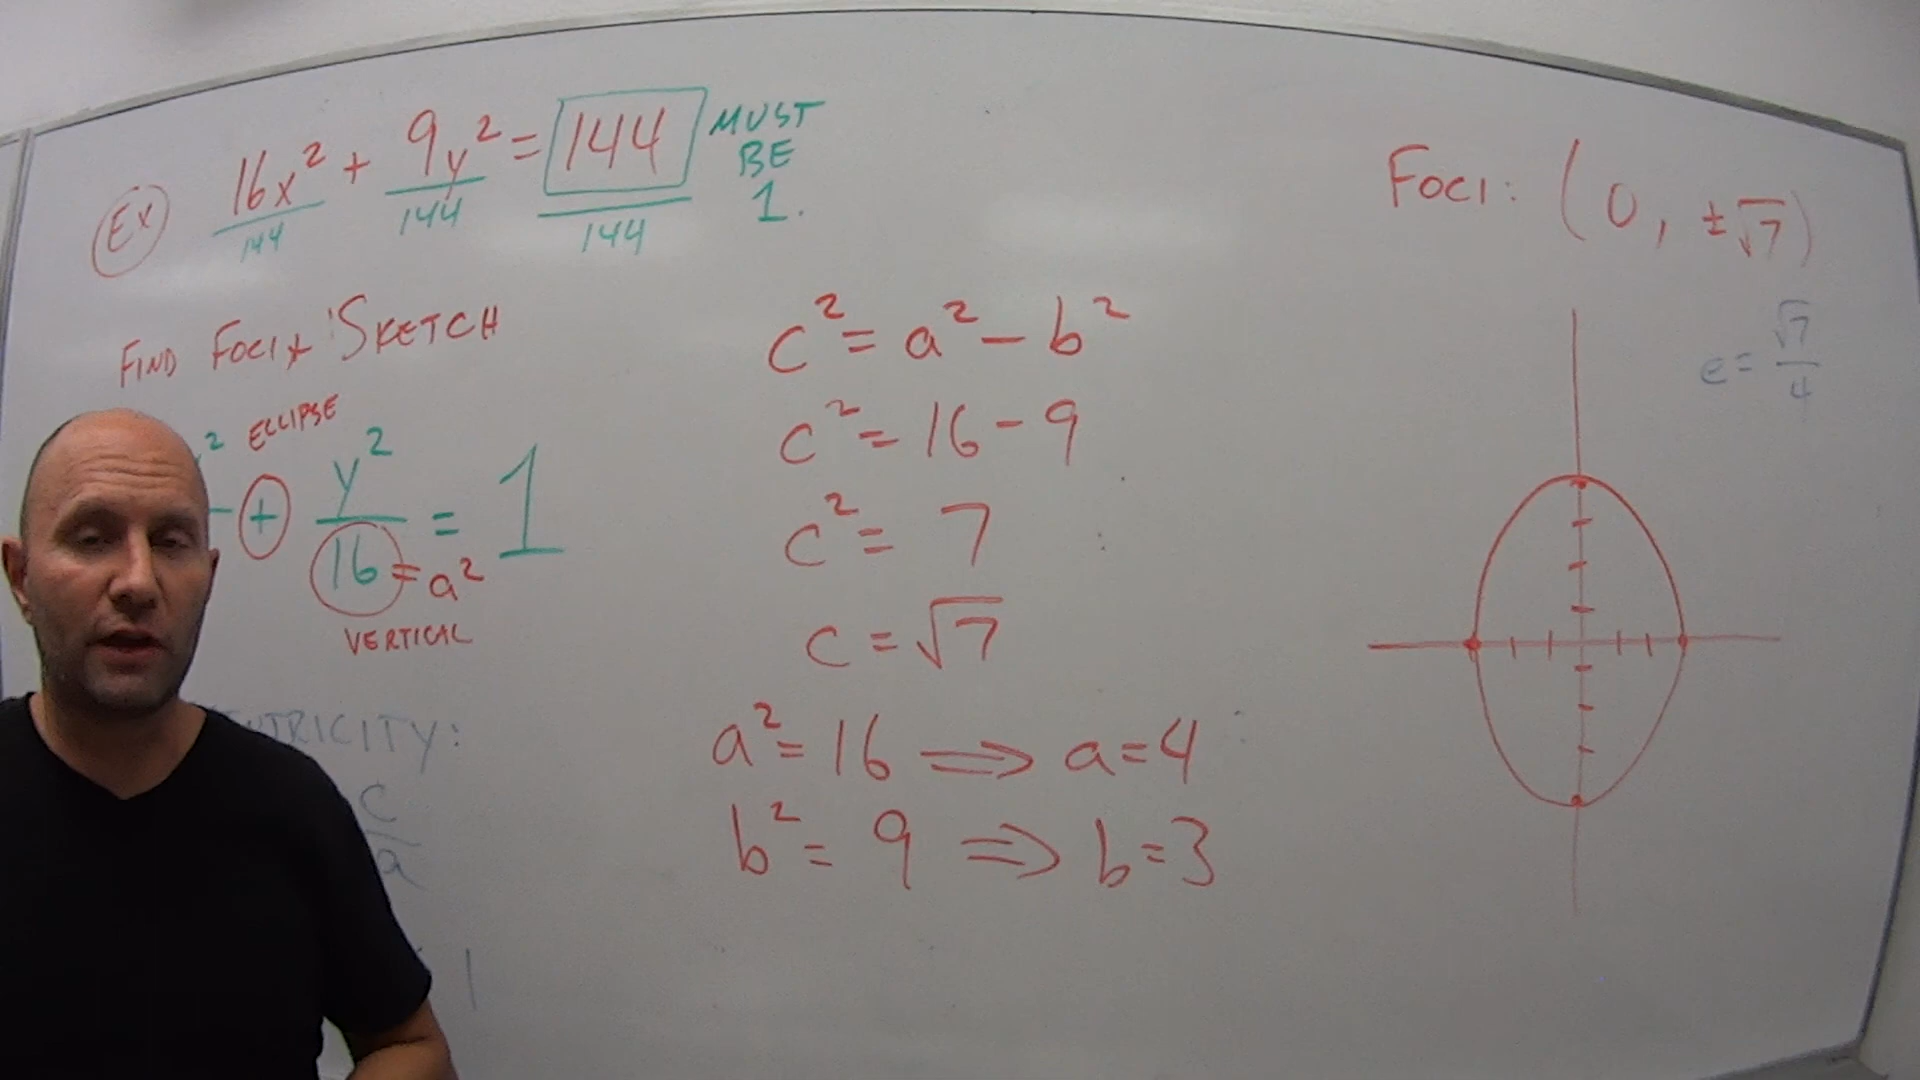 Ex 16x²/144 + 9y²/144 = 144/144 MUST BE 1.
FIND FOCI + SKETCH
ELLIPSE
² + y²/16 = 1
= a²
VERTICAL
TRICITY:
c/a
c² = a² - b²
c² = 16 - 9
c² = 7
c = √7
a² = 16 ⟹ a = 4
b² = 9 ⟹ b = 3
FOCI: (0, ±√7)
e = √7/4